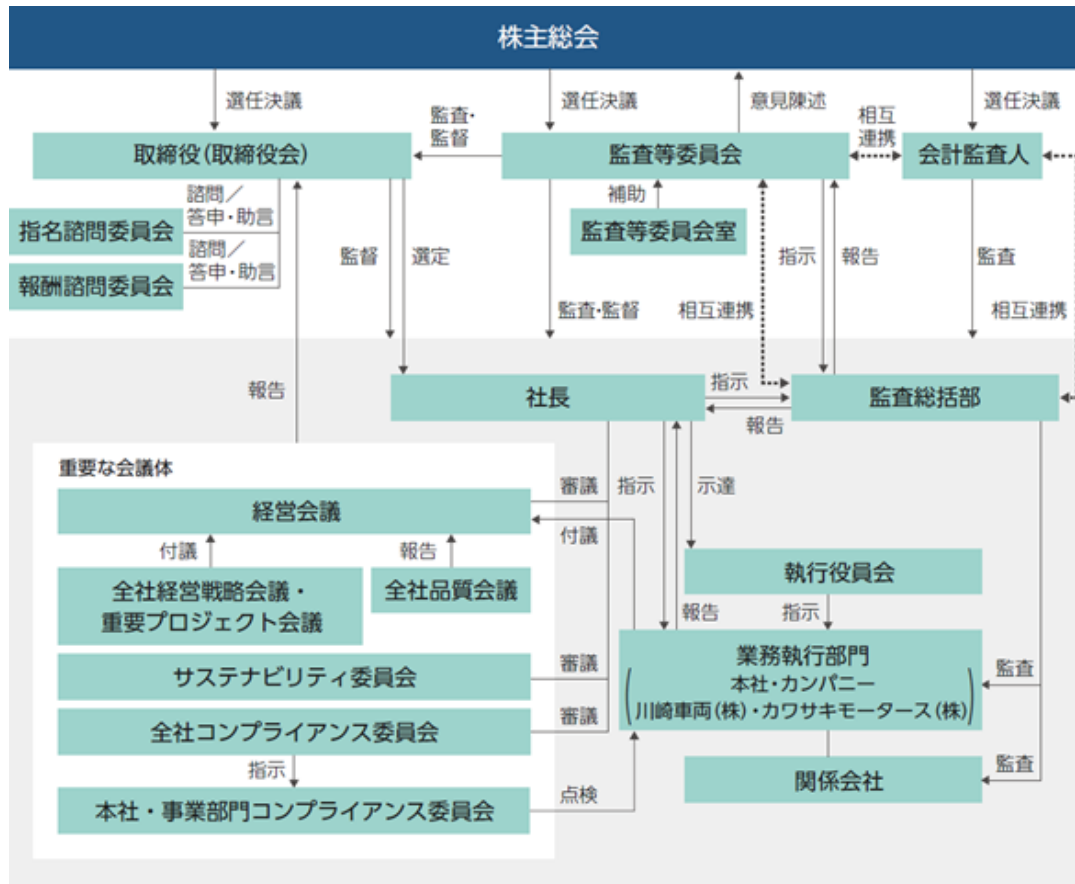 株主総会
選任決議
選任決議
意見陳述
選任決議
監査・
監督
相互
連携
取締役(取締役会)
監査等委員会
会計監査人
諮問／
答申・助言
補助
指名諮問委員会
監査等委員会室
諮問／
答申・助言
監督
選定
指示
報告
監査
報酬諮問委員会
監査・監督
相互連携
相互連携
報告
社長
指示
監査総括部
報告
重要な会議体
経営会議
審議
指示
示達
付議
付議
報告
全社経営戦略会議・
重要プロジェクト会議
全社品質会議
執行役員会
報告
指示
サステナビリティ委員会
審議
業務執行部門
本社・カンパニー
川崎車両(株)・カワサキモータース(株)
監査
全社コンプライアンス委員会
審議
指示
関係会社
監査
本社・事業部門コンプライアンス委員会
点検